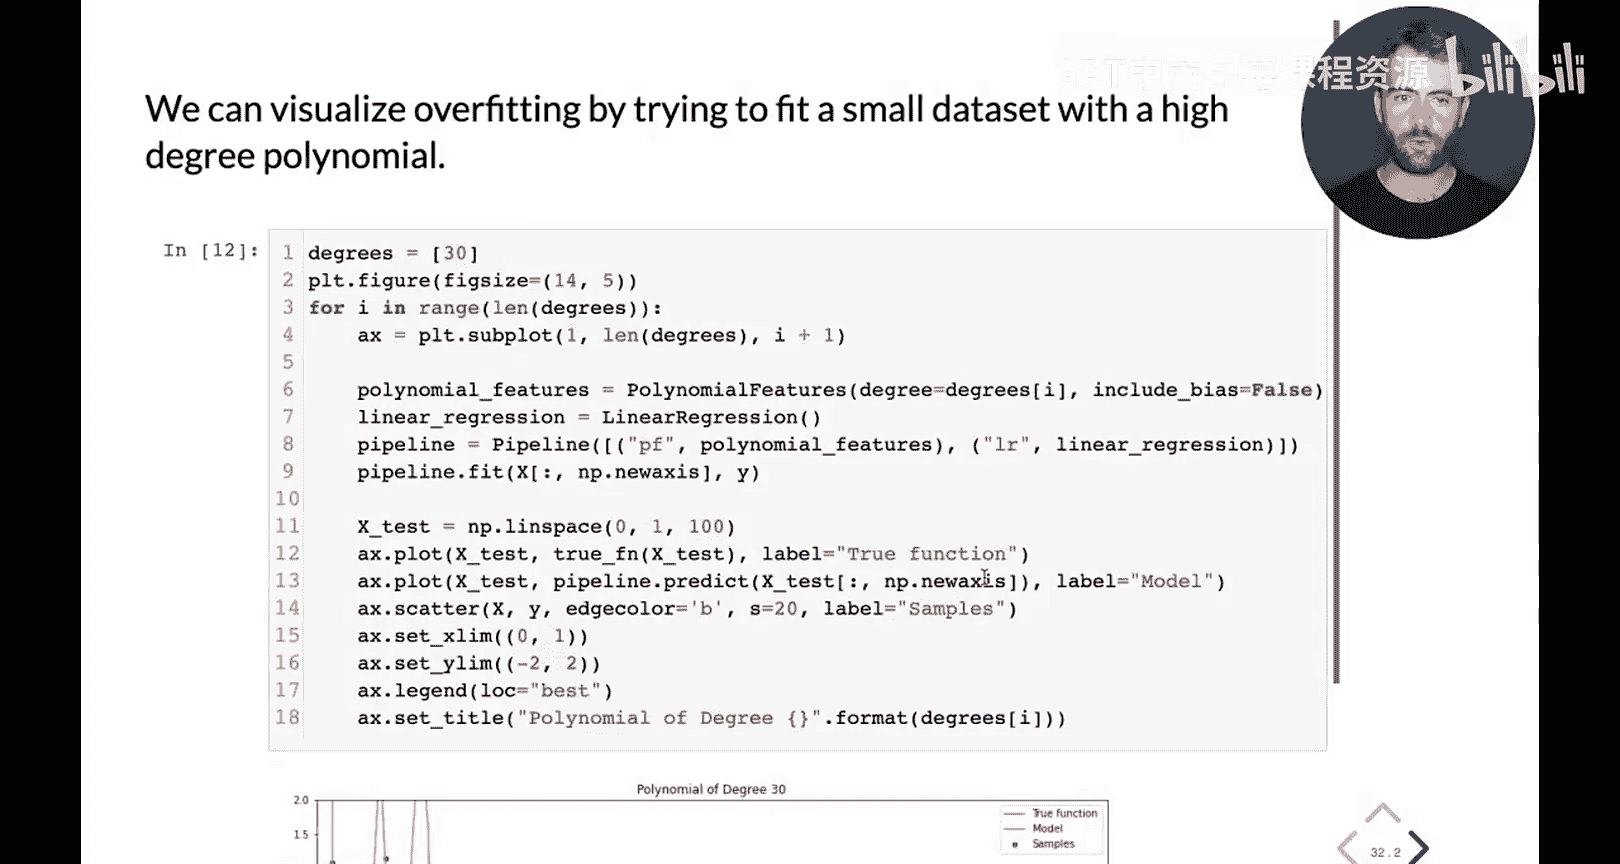 课程资源 bilibili
We can visualize overfitting by trying to fit a small dataset with a high
degree polynomial.
In [12]:
1 degrees = [30]
2 plt.figure(figsize=(14, 5))
3 for i in range(len(degrees)):
4 ax = plt.subplot(1, len(degrees), i + 1)
5
6 polynomial_features = PolynomialFeatures(degree=degrees[i], include_bias=False)
7 linear_regression = LinearRegression()
8 pipeline = Pipeline([("pf", polynomial_features), ("lr", linear_regression)])
9 pipeline.fit(X[:, np.newaxis], y)
10
11 X_test = np.linspace(0, 1, 100)
12 ax.plot(X_test, true_fn(X_test), label="True function")
13 ax.plot(X_test, pipeline.predict(X_test[:, np.newaxis]), label="Model")
14 ax.scatter(X, y, edgecolor='b', s=20, label="Samples")
15 ax.set_xlim((0, 1))
16 ax.set_ylim((-2, 2))
17 ax.legend(loc="best")
18 ax.set_title("Polynomial of Degree {}".format(degrees[i]))
Polynomial of Degree 30
2.0
1.5
True function
Model
Samples
32.2